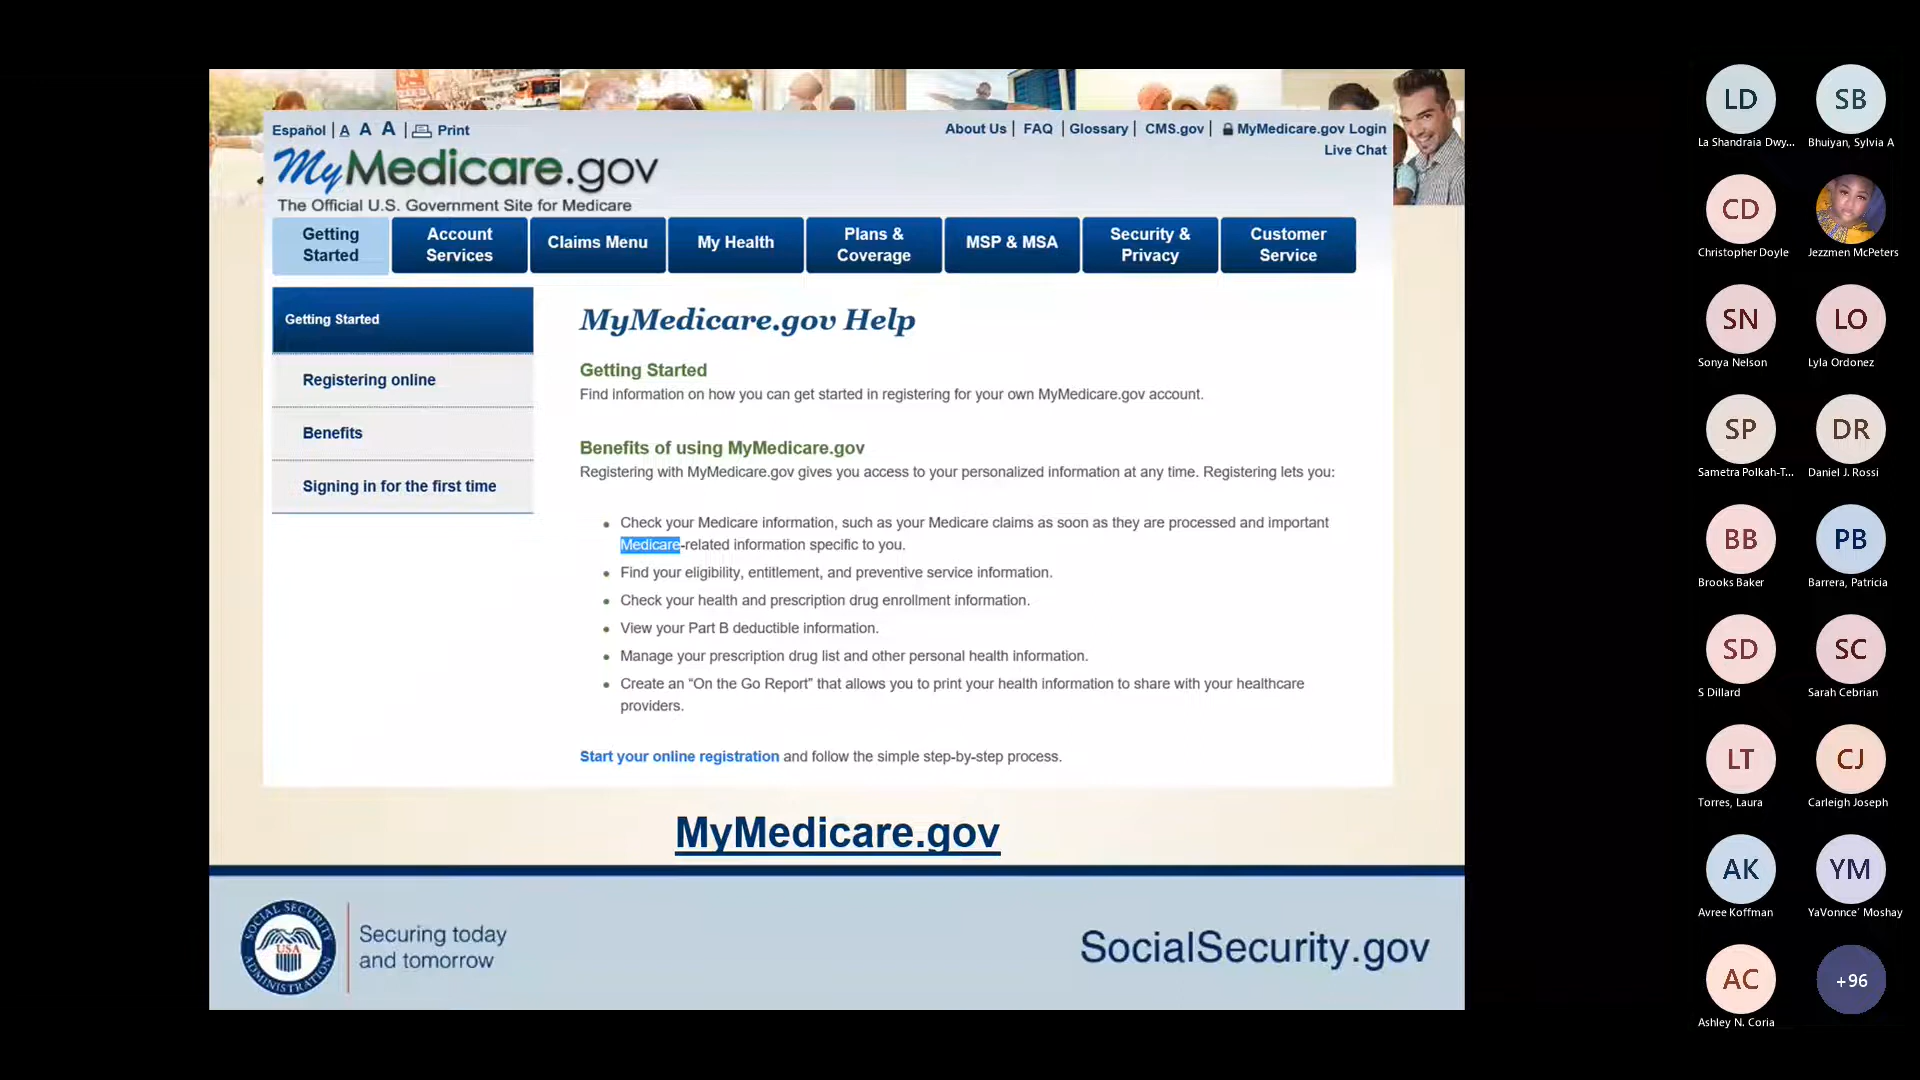 Español | A A A | Print
About Us | FAQ | Glossary | CMS.gov | MyMedicare.gov Login
Live Chat
MyMedicare.gov
The Official U.S. Government Site for Medicare
Getting Started
Account Services
Claims Menu
My Health
Plans & Coverage
MSP & MSA
Security & Privacy
Customer Service
Getting Started
Registering online
Benefits
Signing in for the first time
MyMedicare.gov Help
Getting Started
Find information on how you can get started in registering for your own MyMedicare.gov account.
Benefits of using MyMedicare.gov
Registering with MyMedicare.gov gives you access to your personalized information at any time. Registering lets you:
• Check your Medicare information, such as your Medicare claims as soon as they are processed and important
Medicare-related information specific to you.
• Find your eligibility, entitlement, and preventive service information.
• Check your health and prescription drug enrollment information.
• View your Part B deductible information.
• Manage your prescription drug list and other personal health information.
• Create an “On the Go Report” that allows you to print your health information to share with your healthcare
providers.
Start your online registration and follow the simple step-by-step process.
MyMedicare.gov
SOCIAL SECURITY ADMINISTRATION
USA
Securing today
and tomorrow
SocialSecurity.gov
LD
La Shandraia Dwy...
SB
Bhuiyan, Sylvia A
CD
Christopher Doyle
Jezzmen McPeters
SN
Sonya Nelson
LO
Lyla Ordonez
SP
Sametra Polkah-T...
DR
Daniel J. Rossi
BB
Brooks Baker
PB
Barrera, Patricia
SD
S Dillard
SC
Sarah Cebrian
LT
Torres, Laura
CJ
Carleigh Joseph
AK
Avree Koffman
YM
YaVonnce' Moshay
AC
Ashley N. Coria
+96